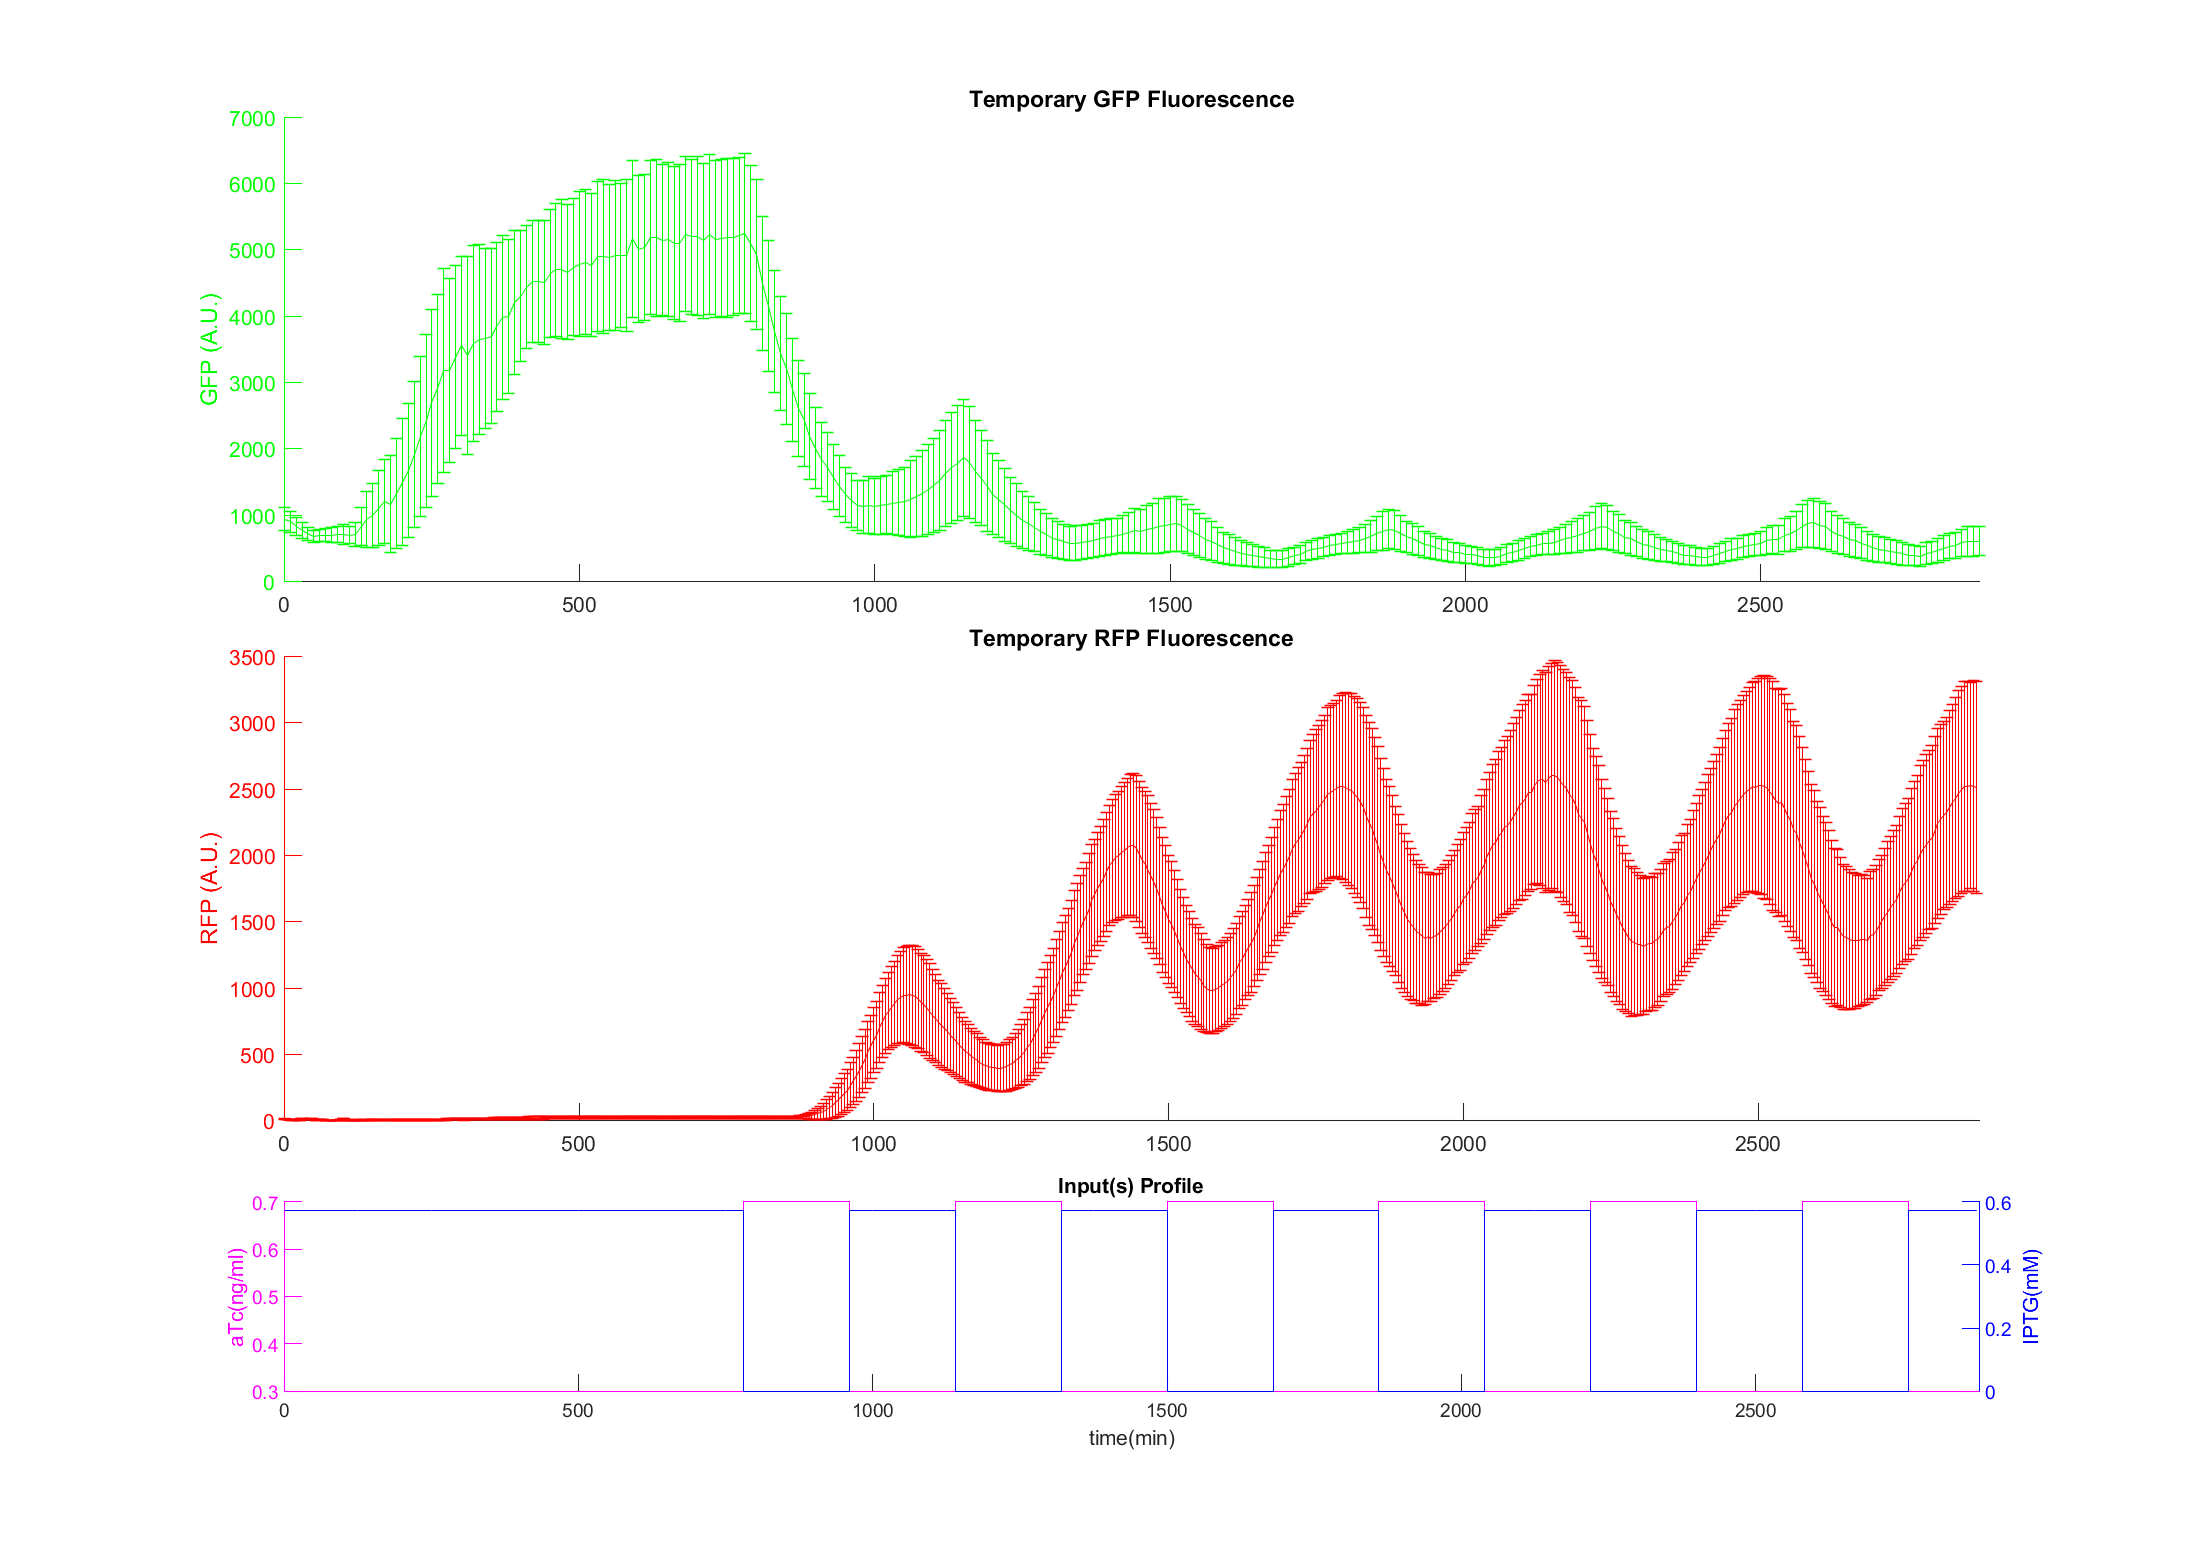 Temporary GFP Fluorescence
7000
6000
5000
4000
3000
2000
1000
0
GFP (A.U.)
0 500 1000 1500 2000 2500
Temporary RFP Fluorescence
3500
3000
2500
2000
1500
1000
500
0
RFP (A.U.)
0 500 1000 1500 2000 2500
Input(s) Profile
0.7
0.6
0.5
0.4
0.3
aTc(ng/ml)
0.6
0.4
0.2
0
IPTG(mM)
0 500 1000 1500 2000 2500
time(min)